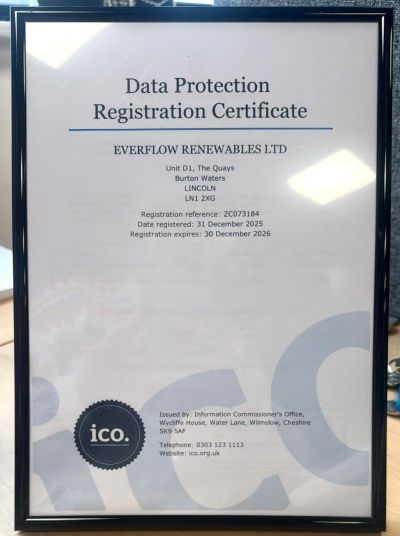 Data Protection
Registration Certificate
EVERFLOW RENEWABLES LTD
Unit D1, The Quays
Burton Waters
LINCOLN
LN1 2XG
Registration reference: ZC073184
Date registered: 31 December 2025
Registration expires: 30 December 2026
ico.
Issued by: Information Commissioner's Office,
Wycliffe House, Water Lane, Wilmslow, Cheshire
SK9 5AF
Telephone: 0303 123 1113
Website: ico.org.uk
ico